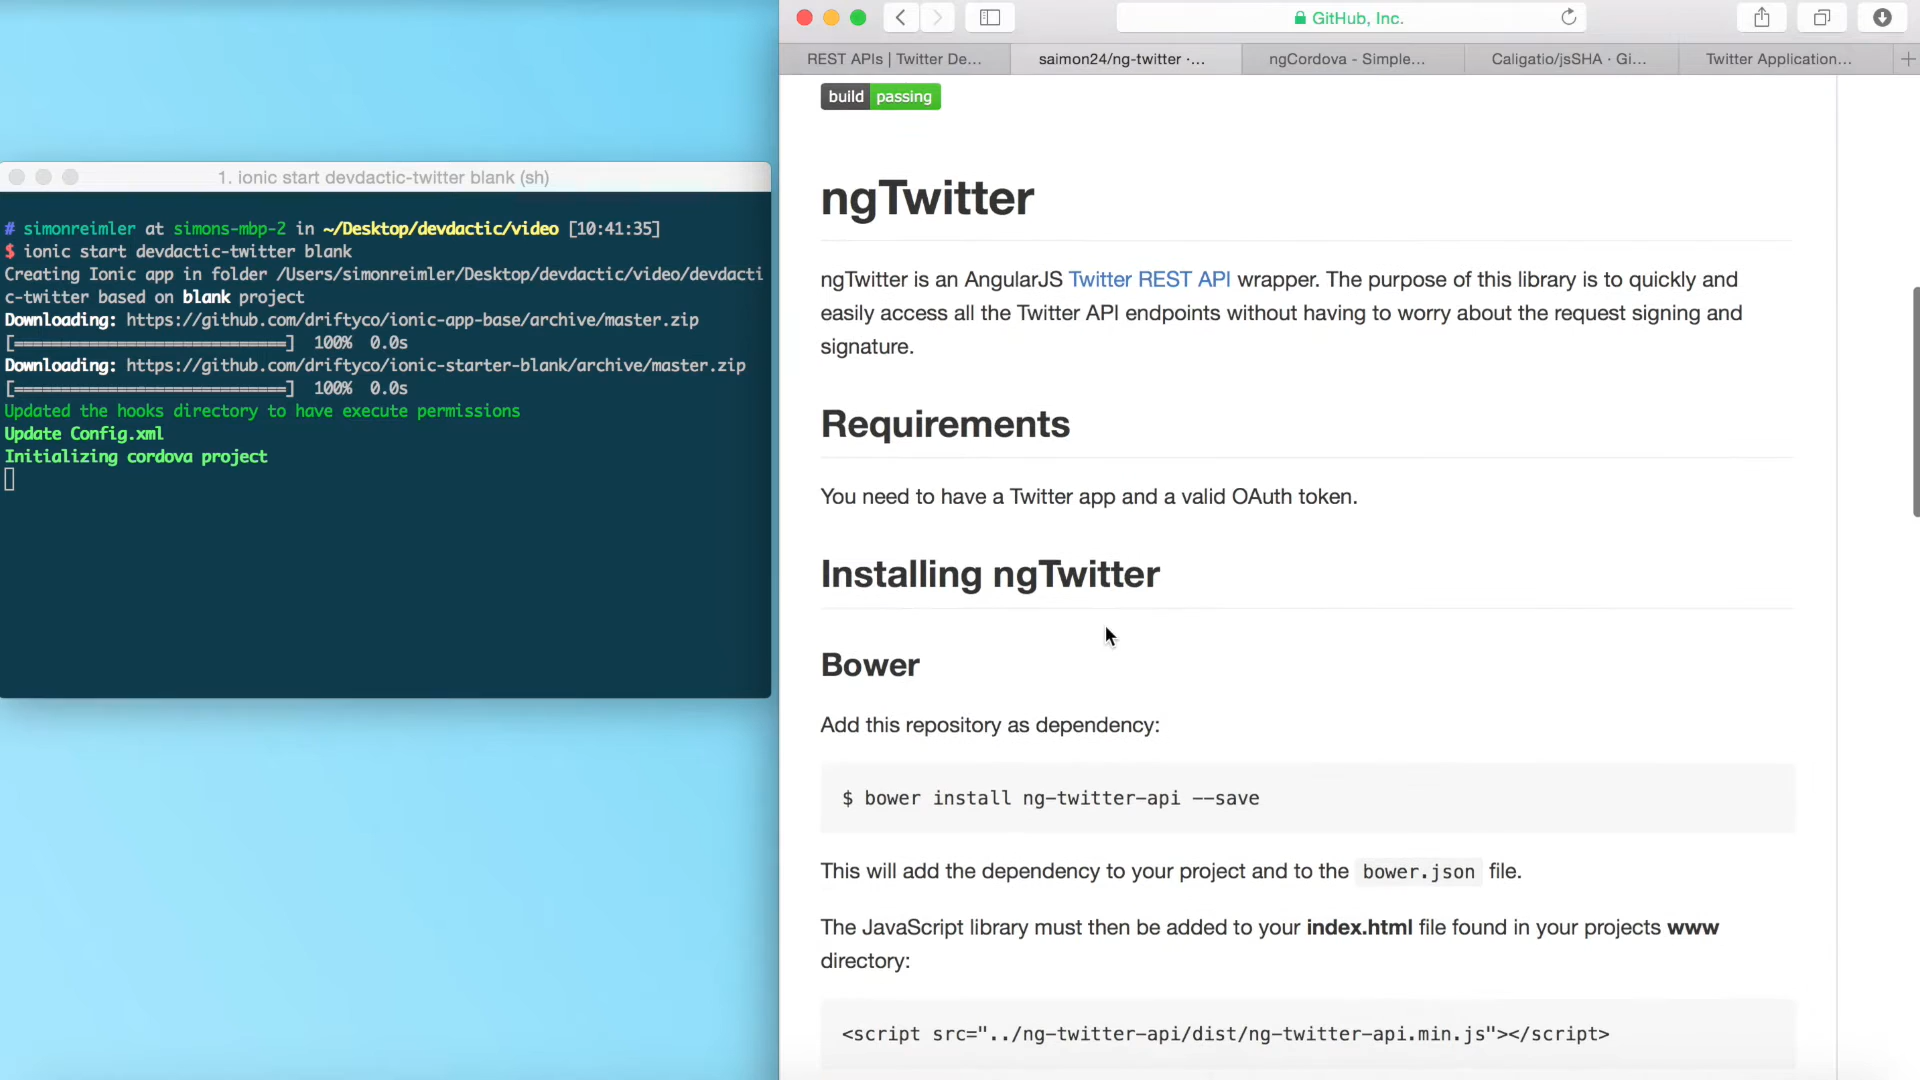 1. ionic start devdactic-twitter blank (sh)
# simonreimler at simons-mbp-2 in ~/Desktop/devdactic/video [10:41:35]
$ ionic start devdactic-twitter blank
Creating Ionic app in folder /Users/simonreimler/Desktop/devdactic/video/devdacti
c-twitter based on blank project
Downloading: https://github.com/driftyco/ionic-app-base/archive/master.zip
[=============================] 100% 0.0s
Downloading: https://github.com/driftyco/ionic-starter-blank/archive/master.zip
[=============================] 100% 0.0s
Updated the hooks directory to have execute permissions
Update Config.xml
Initializing cordova project
GitHub, Inc.
REST APIs | Twitter De...
saimon24/ng-twitter ·...
ngCordova - Simple...
Caligatio/jsSHA · Gi...
Twitter Application...
build passing
ngTwitter
ngTwitter is an AngularJS Twitter REST API wrapper. The purpose of this library is to quickly and
easily access all the Twitter API endpoints without having to worry about the request signing and
signature.
Requirements
You need to have a Twitter app and a valid OAuth token.
Installing ngTwitter
Bower
Add this repository as dependency:
$ bower install ng-twitter-api --save
This will add the dependency to your project and to the bower.json file.
The JavaScript library must then be added to your index.html file found in your projects www
directory:
<script src="../ng-twitter-api/dist/ng-twitter-api.min.js"></script>